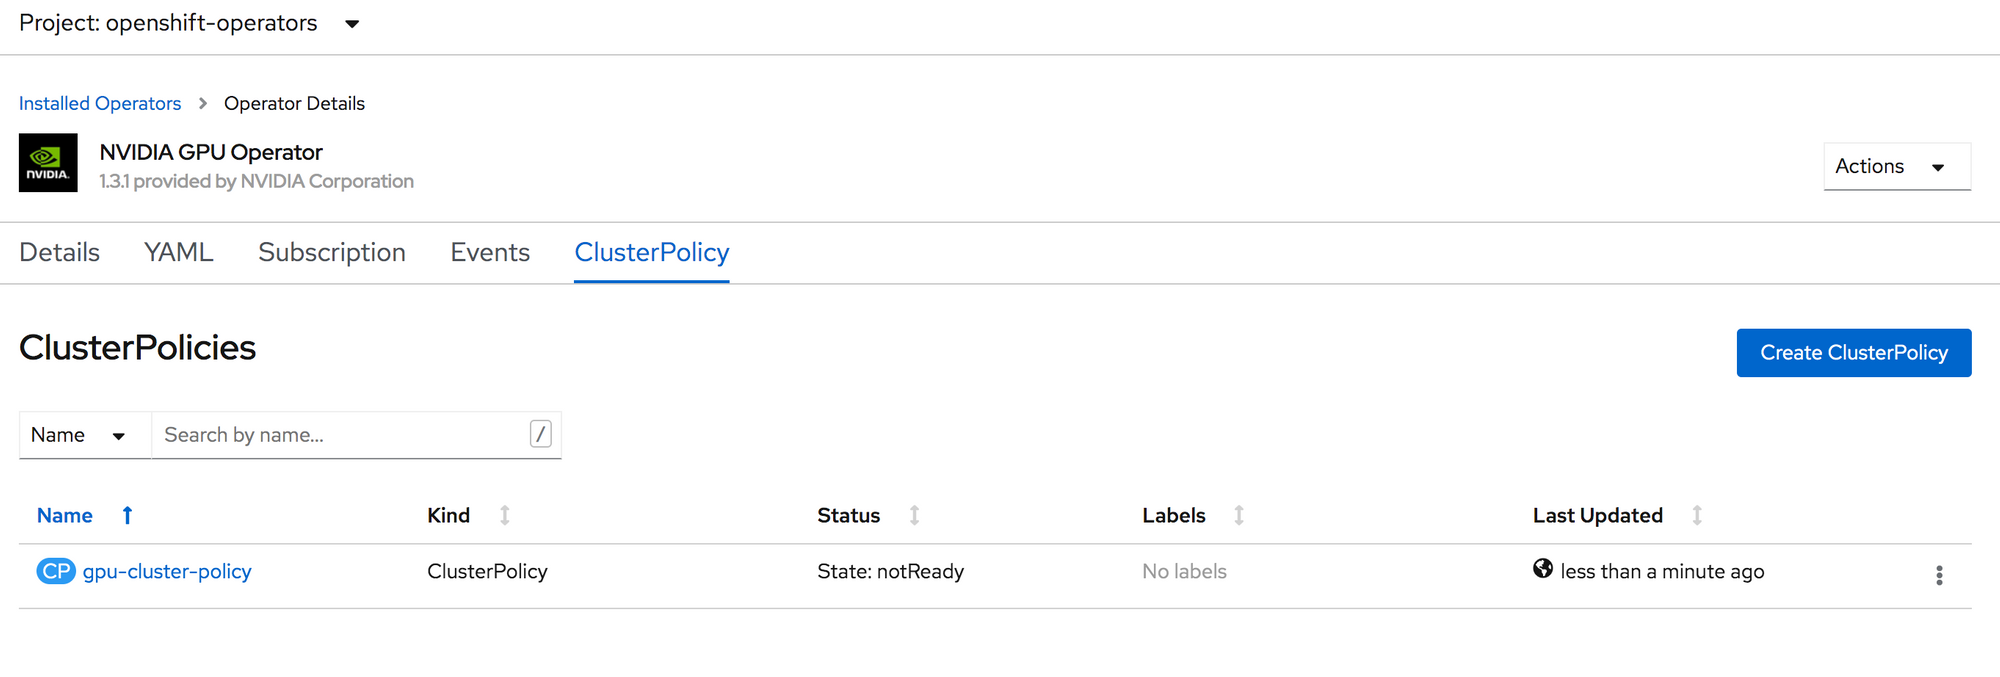 Project: openshift-operators
Installed Operators > Operator Details
NVIDIA.
NVIDIA GPU Operator
1.3.1 provided by NVIDIA Corporation
Actions
Details YAML Subscription Events ClusterPolicy
ClusterPolicies
Create ClusterPolicy
Name Search by name... /
Name Kind Status Labels Last Updated
CP gpu-cluster-policy ClusterPolicy State: notReady No labels less than a minute ago